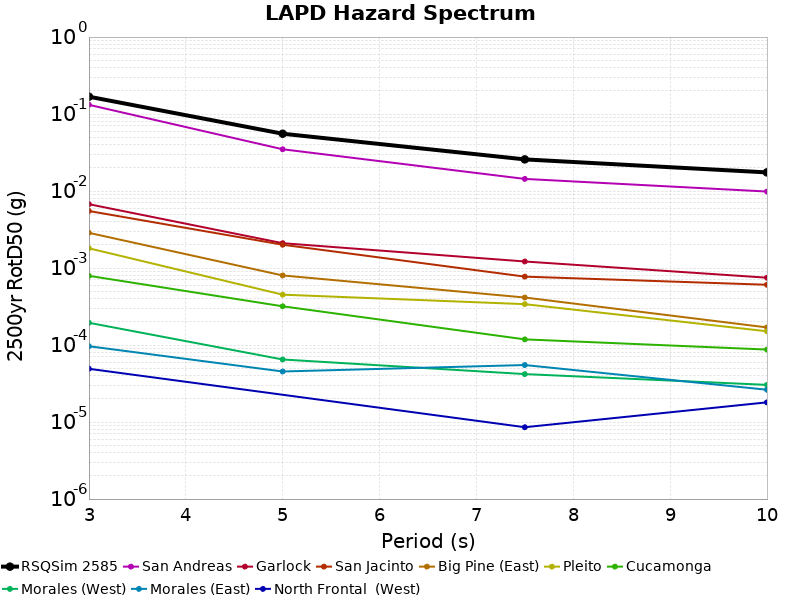 LAPD Hazard Spectrum
10^0
10^-1
10^-2
10^-3
10^-4
10^-5
10^-6
2500yr RotD50 (g)
3 4 5 6 7 8 9 10
Period (s)
RSQSim 2585 San Andreas Garlock San Jacinto Big Pine (East) Pleito Cucamonga
Morales (West) Morales (East) North Frontal  (West)